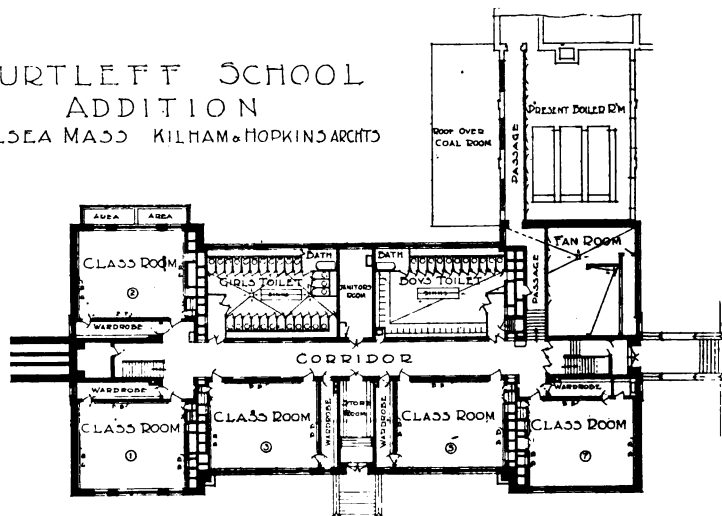 URTLEFF SCHOOL
ADDITION
LSEA MASS KILHAM & HOPKINS ARCHTS
ROOF OVER
COAL ROOM
PASSAGE
PRESENT BOILER R'M
AREA AREA
CLASS ROOM
2
WARDROBE
GIRLS TOILET
BATH
JANITORS
ROOM
BATH
BOYS TOILET
PASSAGE
FAN ROOM
CORRIDOR
WARDROBE
CLASS ROOM
1
CLASS ROOM
3
WARDROBE
STORE
ROOM
WARDROBE
CLASS ROOM
5
WARDROBE
CLASS ROOM
7